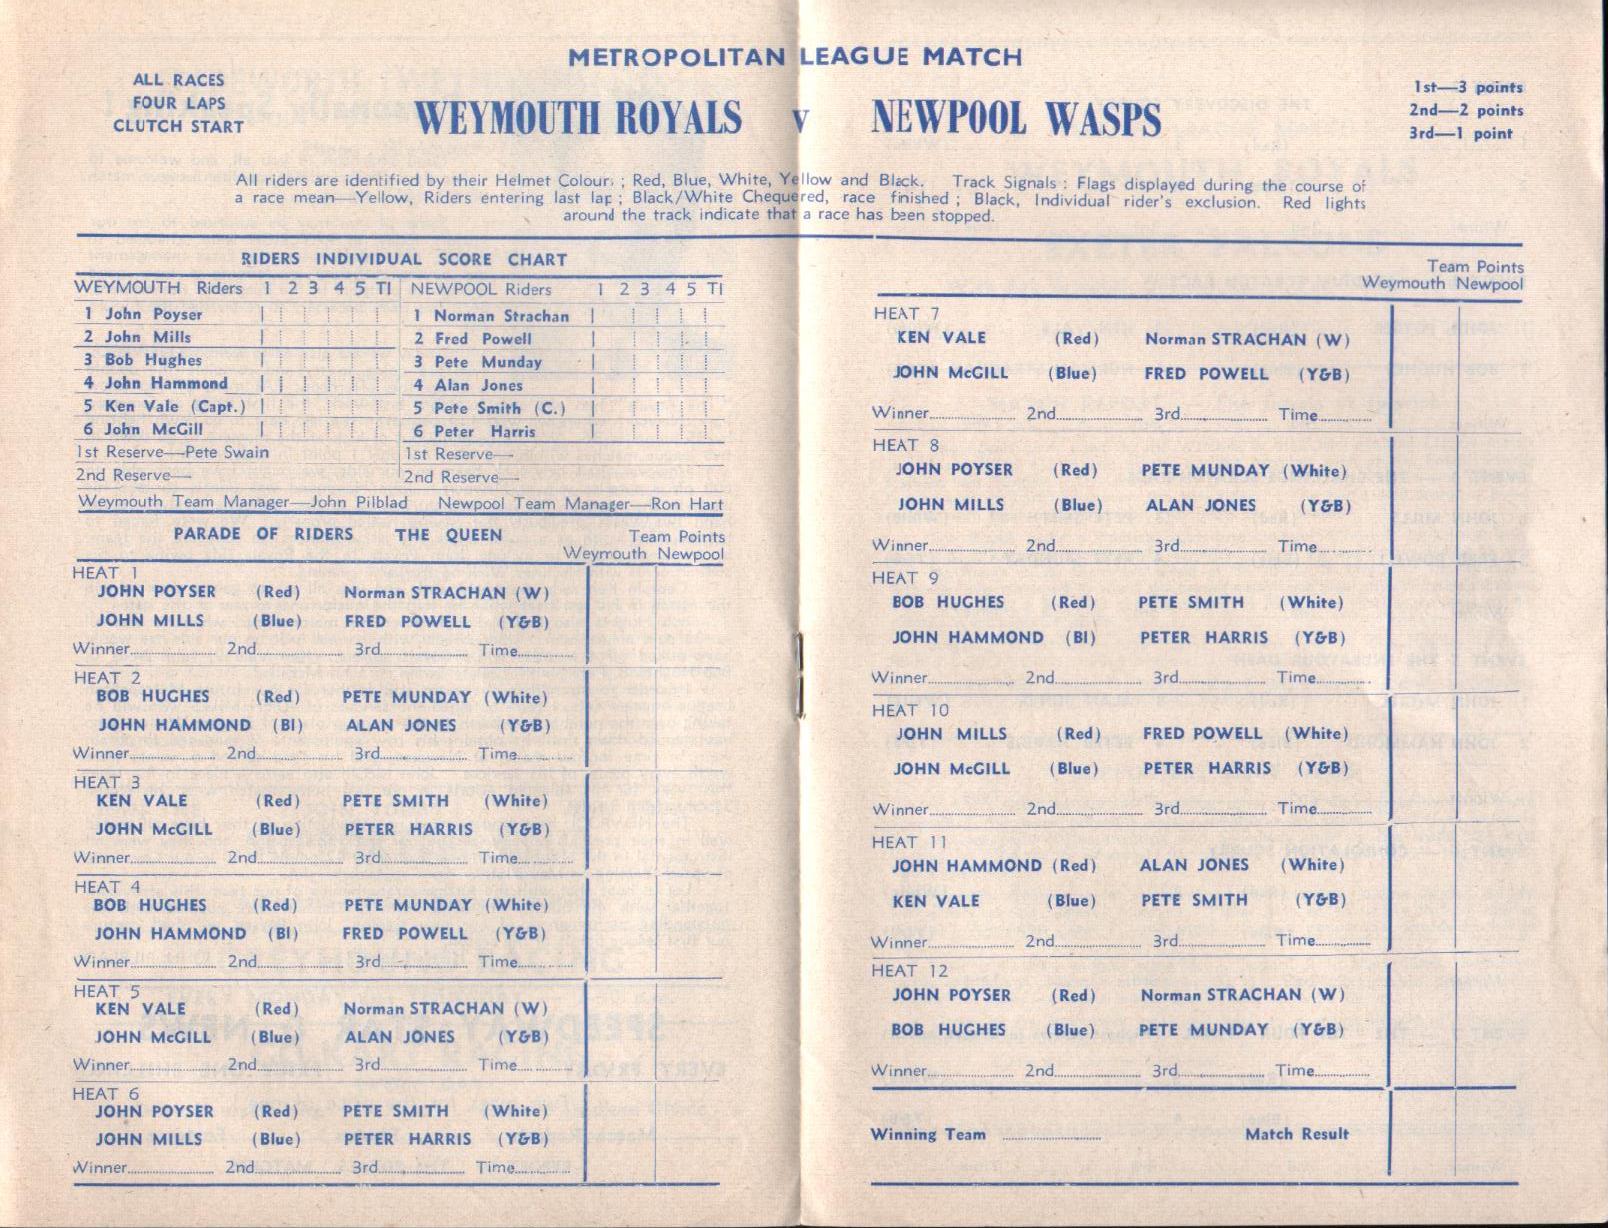 METROPOLITAN LEAGUE MATCH
ALL RACES
FOUR LAPS
CLUTCH START
WEYMOUTH ROYALS v NEWPOOL WASPS
1st—3 points
2nd—2 points
3rd—1 point
All riders are identified by their Helmet Colours ; Red, Blue, White, Yellow and Black. Track Signals : Flags displayed during the course of
a race mean—Yellow, Riders entering last lap ; Black/White Chequered, race finished ; Black, Individual rider's exclusion. Red lights
around the track indicate that a race has been stopped.
RIDERS INDIVIDUAL SCORE CHART
WEYMOUTH Riders 1 2 3 4 5 Tl NEWPOOL Riders 1 2 3 4 5 Tl
1 John Poyser 1 Norman Strachan
2 John Mills 2 Fred Powell
3 Bob Hughes 3 Pete Munday
4 John Hammond 4 Alan Jones
5 Ken Vale (Capt.) 5 Pete Smith (C.)
6 John McGill 6 Peter Harris
1st Reserve—Pete Swain 1st Reserve—
2nd Reserve— 2nd Reserve—
Weymouth Team Manager—John Pilblad Newpool Team Manager—Ron Hart
PARADE OF RIDERS THE QUEEN Team Points
Weymouth Newpool
HEAT 1
JOHN POYSER (Red) Norman STRACHAN (W)
JOHN MILLS (Blue) FRED POWELL (Y&B)
Winner 2nd 3rd Time
HEAT 2
BOB HUGHES (Red) PETE MUNDAY (White)
JOHN HAMMOND (Bl) ALAN JONES (Y&B)
Winner 2nd 3rd Time
HEAT 3
KEN VALE (Red) PETE SMITH (White)
JOHN McGILL (Blue) PETER HARRIS (Y&B)
Winner 2nd 3rd Time
HEAT 4
BOB HUGHES (Red) PETE MUNDAY (White)
JOHN HAMMOND (Bl) FRED POWELL (Y&B)
Winner 2nd 3rd Time
HEAT 5
KEN VALE (Red) Norman STRACHAN (W)
JOHN McGILL (Blue) ALAN JONES (Y&B)
Winner 2nd 3rd Time
HEAT 6
JOHN POYSER (Red) PETE SMITH (White)
JOHN MILLS (Blue) PETER HARRIS (Y&B)
Winner 2nd 3rd Time
Team Points
Weymouth Newpool
HEAT 7
KEN VALE (Red) Norman STRACHAN (W)
JOHN McGILL (Blue) FRED POWELL (Y&B)
Winner 2nd 3rd Time
HEAT 8
JOHN POYSER (Red) PETE MUNDAY (White)
JOHN MILLS (Blue) ALAN JONES (Y&B)
Winner 2nd 3rd Time
HEAT 9
BOB HUGHES (Red) PETE SMITH (White)
JOHN HAMMOND (Bl) PETER HARRIS (Y&B)
Winner 2nd 3rd Time
HEAT 10
JOHN MILLS (Red) FRED POWELL (White)
JOHN McGILL (Blue) PETER HARRIS (Y&B)
Winner 2nd 3rd Time
HEAT 11
JOHN HAMMOND (Red) ALAN JONES (White)
KEN VALE (Blue) PETE SMITH (Y&B)
Winner 2nd 3rd Time
HEAT 12
JOHN POYSER (Red) Norman STRACHAN (W)
BOB HUGHES (Blue) PETE MUNDAY (Y&B)
Winner 2nd 3rd Time
Winning Team Match Result